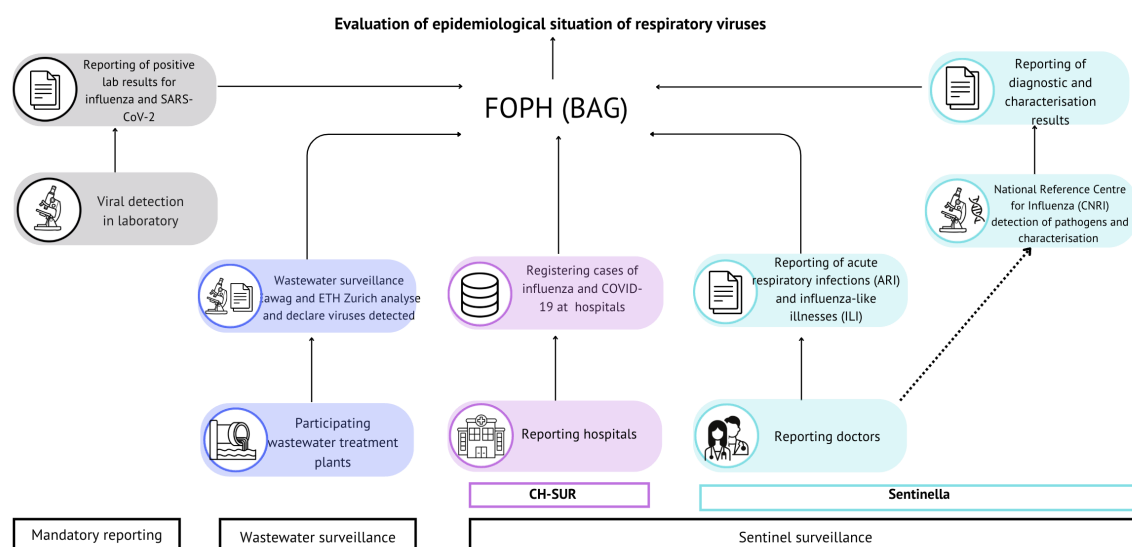 Evaluation of epidemiological situation of respiratory viruses
Reporting of positive
lab results for
influenza and SARS-
CoV-2
FOPH (BAG)
Reporting of
diagnostic and
characterisation
results
Viral detection
in laboratory
National Reference Centre
for Influenza (CNRI)
detection of pathogens and
characterisation
Wastewater surveillance
Eawag and ETH Zurich analyse
and declare viruses detected
Registering cases of
influenza and COVID-
19 at hospitals
Reporting of acute
respiratory infections (ARI)
and influenza-like
illnesses (ILI)
Participating
wastewater treatment
plants
Reporting hospitals
Reporting doctors
CH-SUR
Sentinella
Mandatory reporting
Wastewater surveillance
Sentinel surveillance